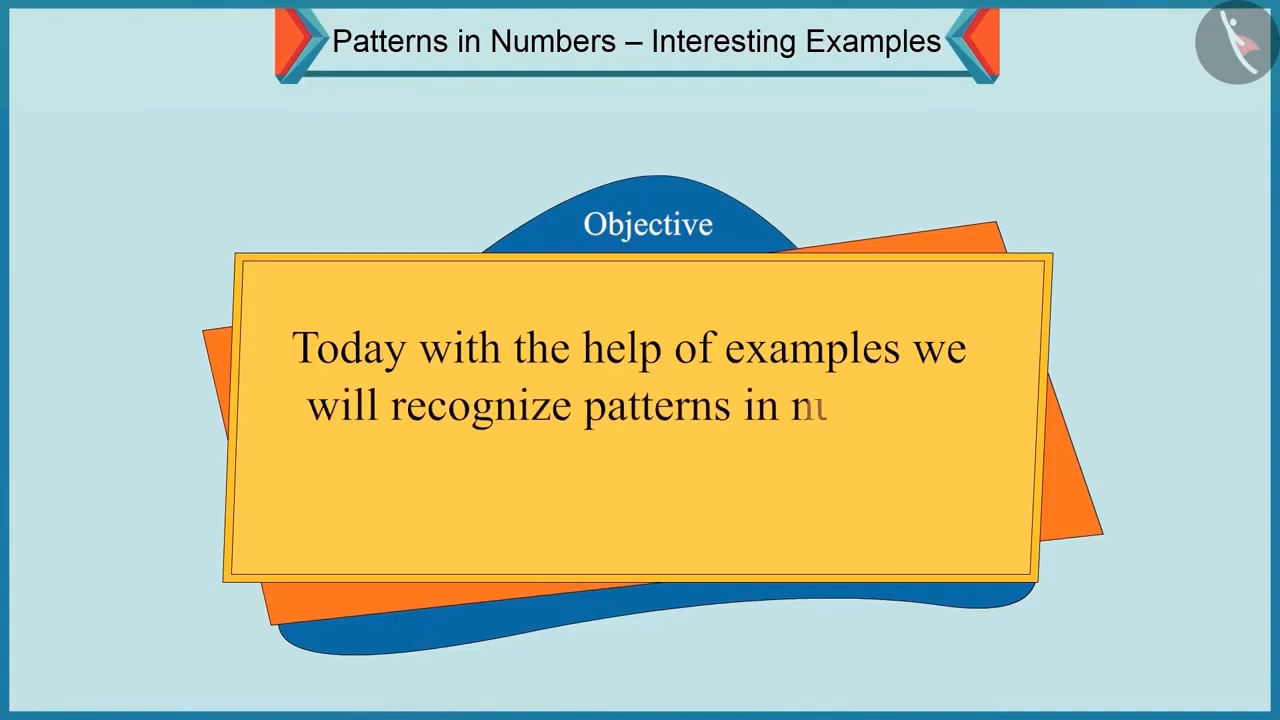 Patterns in Numbers – Interesting Examples
Objective
Today with the help of examples we
will recognize patterns in nu